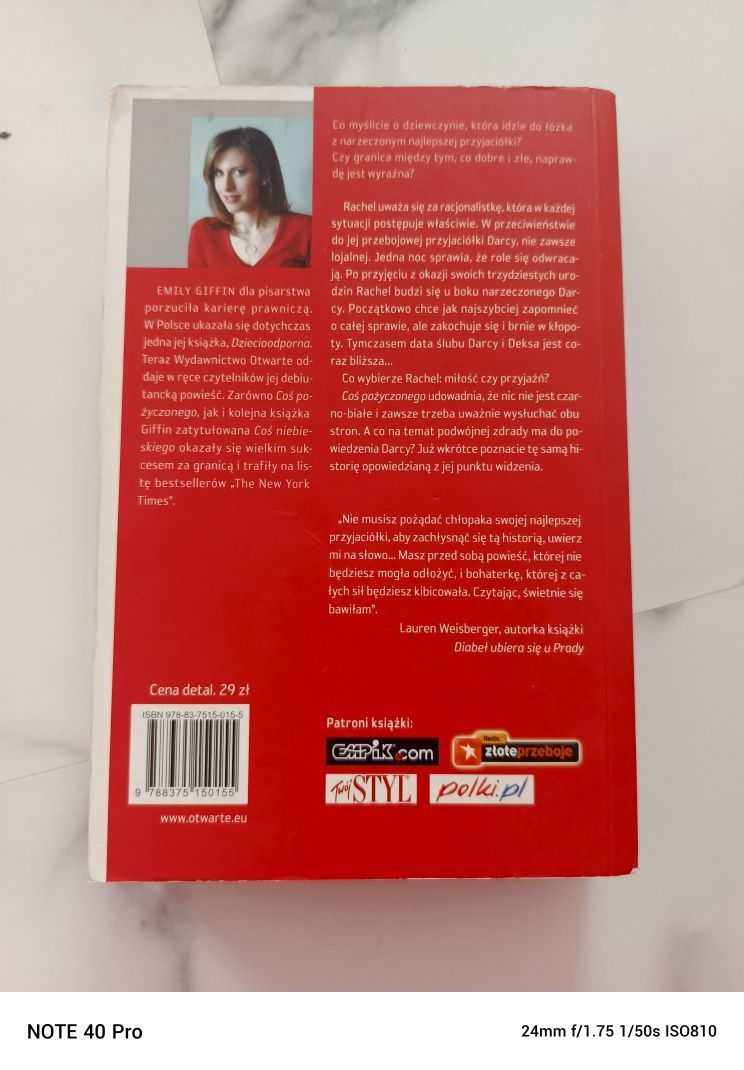 Co myślicie o dziewczynie, która idzie do łóżka
z narzeczonym najlepszej przyjaciółki?
Czy granica między tym, co dobre i złe, napraw-
dę jest wyraźna?
Rachel uważa się za racjonalistkę, która w każdej
sytuacji postępuje właściwie. W przeciwieństwie
do jej przebojowej przyjaciółki Darcy, nie zawsze
lojalnej. Jedna noc sprawia, że role się odwraca-
ją. Po przyjęciu z okazji swoich trzydziestych uro-
dzin Rachel budzi się u boku narzeczonego Dar-
cy. Początkowo chce jak najszybciej zapomnieć
o całej sprawie, ale zakochuje się i brnie w kłopo-
ty. Tymczasem data ślubu Darcy i Deksa jest co-
raz bliższa...
Co wybierze Rachel: miłość czy przyjaźń?
Coś pożyczonego udowadnia, że nic nie jest czar-
no-białe i zawsze trzeba uważnie wysłuchać obu
stron. A co na temat podwójnej zdrady ma do po-
wiedzenia Darcy? Już wkrótce poznacie tę samą hi-
storię opowiedzianą z jej punktu widzenia.
„Nie musisz pożądać chłopaka swojej najlepszej
przyjaciółki, aby zachłysnąć się tą historią, uwierz
mi na słowo... Masz przed sobą powieść, której nie
będziesz mogła odłożyć, i bohaterkę, której z ca-
łych sił będziesz kibicowała. Czytając, świetnie się
bawiłam”.
Lauren Weisberger, autorka książki
Diabeł ubiera się u Prady
EMILY GIFFIN dla pisarstwa
porzuciła karierę prawniczą.
W Polsce ukazała się dotychczas
jedna jej książka, Dziecioodporna.
Teraz Wydawnictwo Otwarte od-
daje w ręce czytelników jej debiu-
tancką powieść. Zarówno Coś po-
życzonego, jak i kolejna książka
Giffin zatytułowana Coś niebie-
skiego okazały się wielkim suk-
cesem za granicą i trafiły na lis-
tę bestsellerów „The New York
Times”.
Cena detal. 29 zł
ISBN 978-83-7515-015-5
9 788375 150155
www.otwarte.eu
Patroni książki:
EMPiK.com
Radio
złoteprzeboje
Twój STYL
polki.pl
NOTE 40 Pro
24mm f/1.75 1/50s ISO810